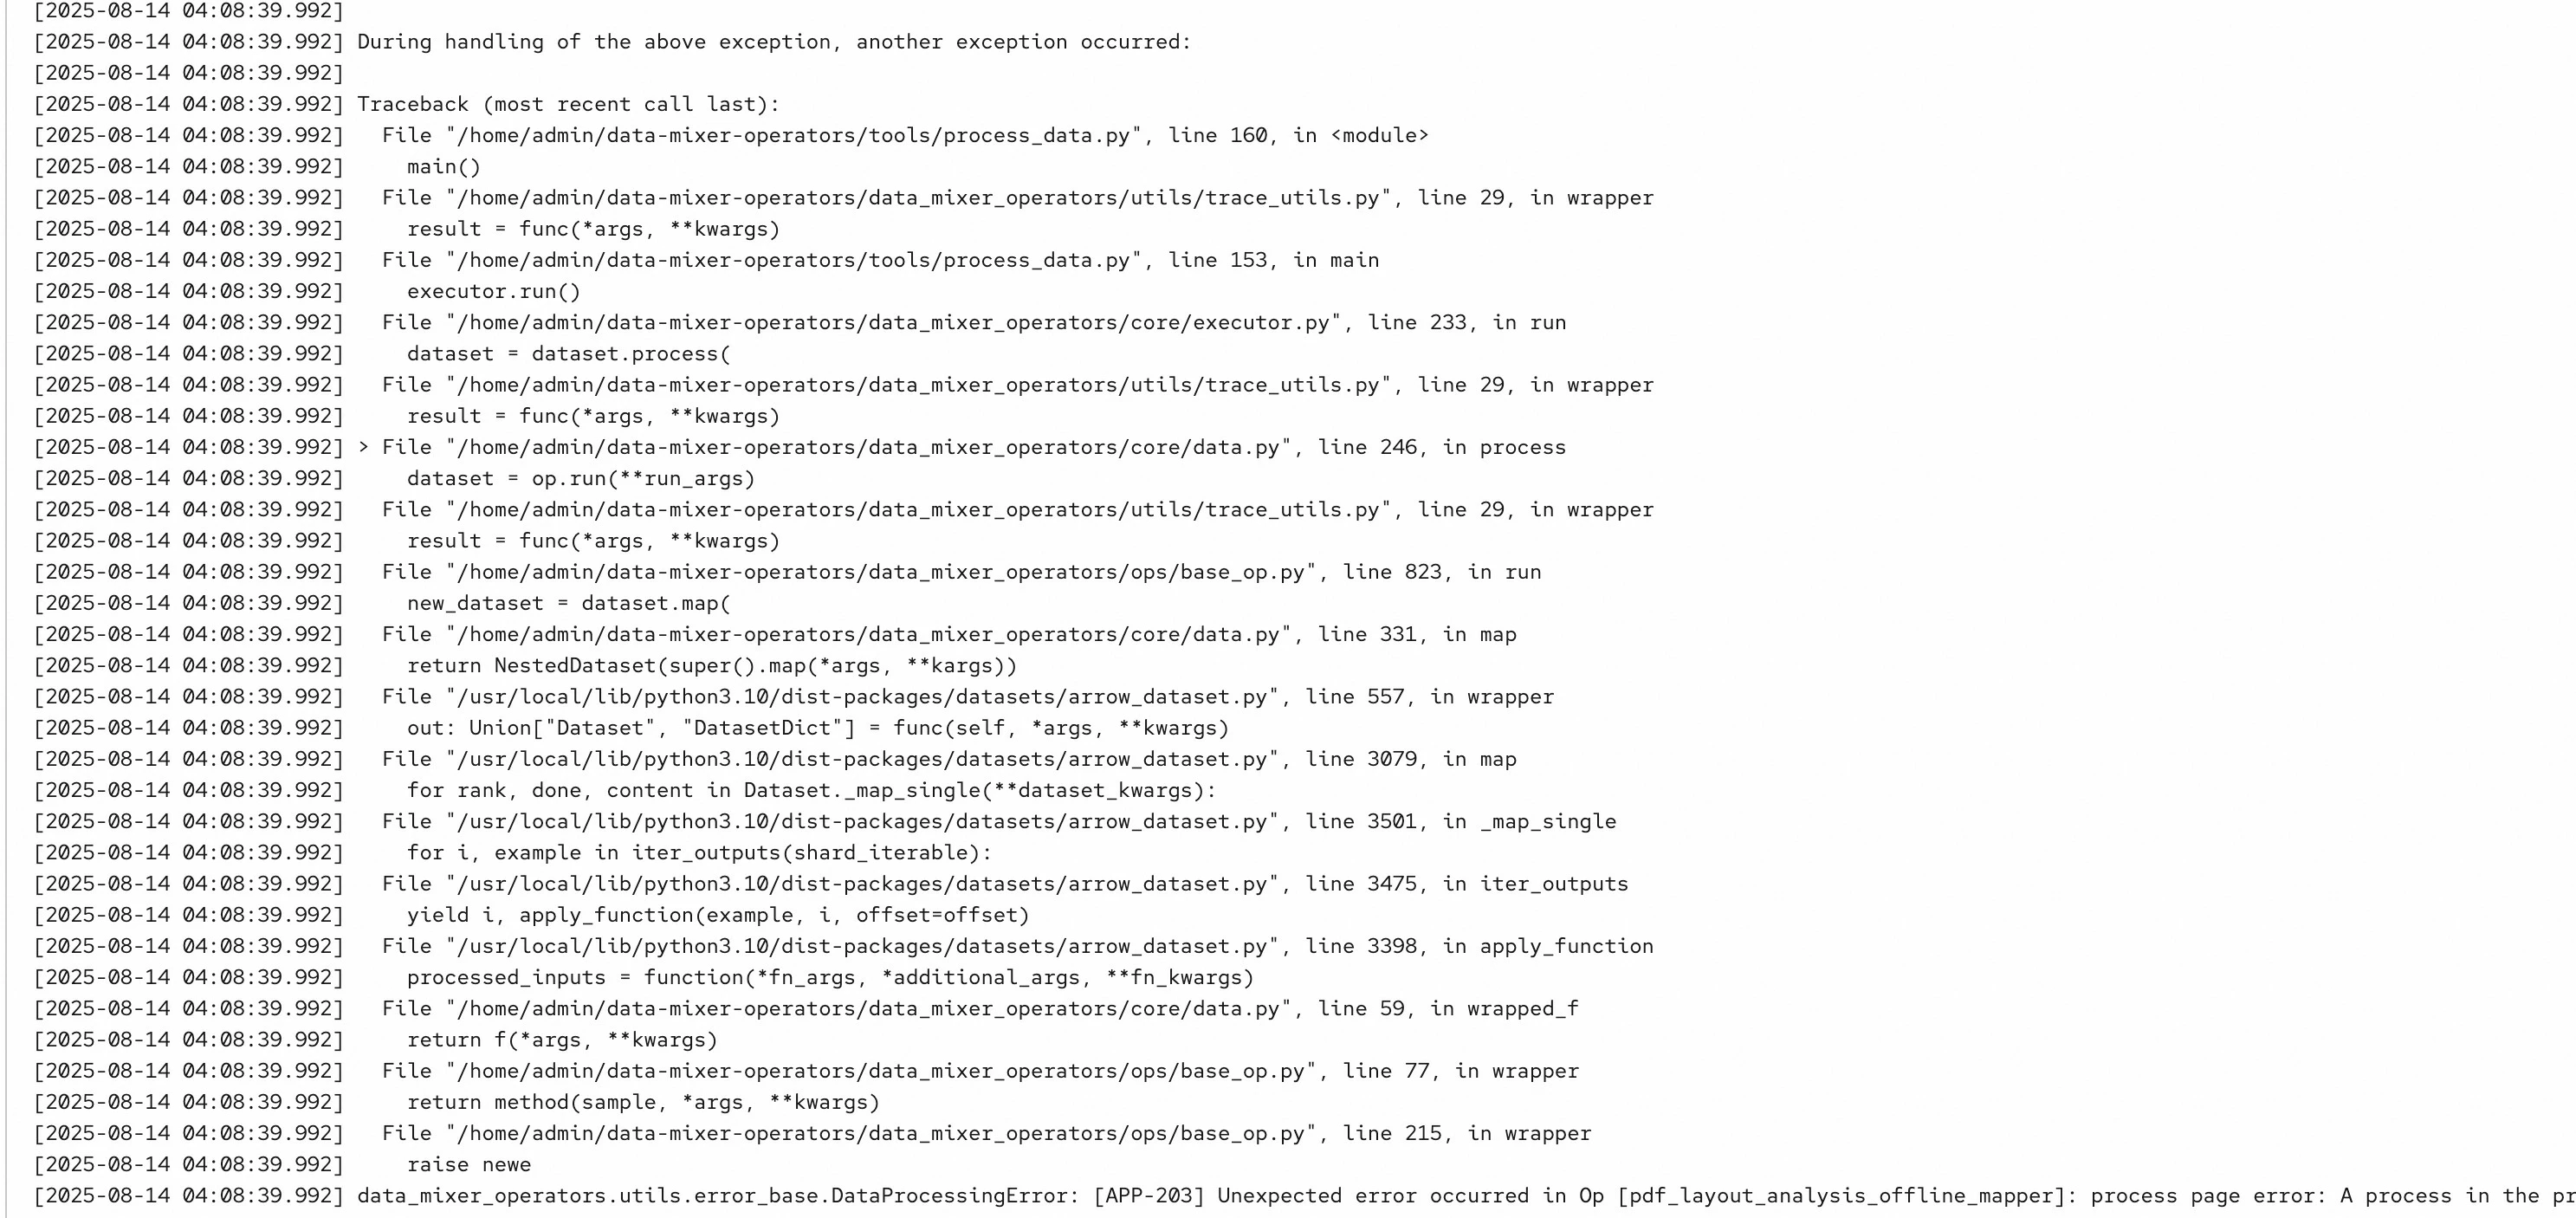 [2025-08-14 04:08:39.992]
[2025-08-14 04:08:39.992] During handling of the above exception, another exception occurred:
[2025-08-14 04:08:39.992]
[2025-08-14 04:08:39.992] Traceback (most recent call last):
[2025-08-14 04:08:39.992]   File "/home/admin/data-mixer-operators/tools/process_data.py", line 160, in <module>
[2025-08-14 04:08:39.992]     main()
[2025-08-14 04:08:39.992]   File "/home/admin/data-mixer-operators/data_mixer_operators/utils/trace_utils.py", line 29, in wrapper
[2025-08-14 04:08:39.992]     result = func(*args, **kwargs)
[2025-08-14 04:08:39.992]   File "/home/admin/data-mixer-operators/tools/process_data.py", line 153, in main
[2025-08-14 04:08:39.992]     executor.run()
[2025-08-14 04:08:39.992]   File "/home/admin/data-mixer-operators/data_mixer_operators/core/executor.py", line 233, in run
[2025-08-14 04:08:39.992]     dataset = dataset.process(
[2025-08-14 04:08:39.992]   File "/home/admin/data-mixer-operators/data_mixer_operators/utils/trace_utils.py", line 29, in wrapper
[2025-08-14 04:08:39.992]     result = func(*args, **kwargs)
[2025-08-14 04:08:39.992] > File "/home/admin/data-mixer-operators/data_mixer_operators/core/data.py", line 246, in process
[2025-08-14 04:08:39.992]     dataset = op.run(**run_args)
[2025-08-14 04:08:39.992]   File "/home/admin/data-mixer-operators/data_mixer_operators/utils/trace_utils.py", line 29, in wrapper
[2025-08-14 04:08:39.992]     result = func(*args, **kwargs)
[2025-08-14 04:08:39.992]   File "/home/admin/data-mixer-operators/data_mixer_operators/ops/base_op.py", line 823, in run
[2025-08-14 04:08:39.992]     new_dataset = dataset.map(
[2025-08-14 04:08:39.992]   File "/home/admin/data-mixer-operators/data_mixer_operators/core/data.py", line 331, in map
[2025-08-14 04:08:39.992]     return NestedDataset(super().map(*args, **kargs))
[2025-08-14 04:08:39.992]   File "/usr/local/lib/python3.10/dist-packages/datasets/arrow_dataset.py", line 557, in wrapper
[2025-08-14 04:08:39.992]     out: Union["Dataset", "DatasetDict"] = func(self, *args, **kwargs)
[2025-08-14 04:08:39.992]   File "/usr/local/lib/python3.10/dist-packages/datasets/arrow_dataset.py", line 3079, in map
[2025-08-14 04:08:39.992]     for rank, done, content in Dataset._map_single(**dataset_kwargs):
[2025-08-14 04:08:39.992]   File "/usr/local/lib/python3.10/dist-packages/datasets/arrow_dataset.py", line 3501, in _map_single
[2025-08-14 04:08:39.992]     for i, example in iter_outputs(shard_iterable):
[2025-08-14 04:08:39.992]   File "/usr/local/lib/python3.10/dist-packages/datasets/arrow_dataset.py", line 3475, in iter_outputs
[2025-08-14 04:08:39.992]     yield i, apply_function(example, i, offset=offset)
[2025-08-14 04:08:39.992]   File "/usr/local/lib/python3.10/dist-packages/datasets/arrow_dataset.py", line 3398, in apply_function
[2025-08-14 04:08:39.992]     processed_inputs = function(*fn_args, *additional_args, **fn_kwargs)
[2025-08-14 04:08:39.992]   File "/home/admin/data-mixer-operators/data_mixer_operators/core/data.py", line 59, in wrapped_f
[2025-08-14 04:08:39.992]     return f(*args, **kwargs)
[2025-08-14 04:08:39.992]   File "/home/admin/data-mixer-operators/data_mixer_operators/ops/base_op.py", line 77, in wrapper
[2025-08-14 04:08:39.992]     return method(sample, *args, **kwargs)
[2025-08-14 04:08:39.992]   File "/home/admin/data-mixer-operators/data_mixer_operators/ops/base_op.py", line 215, in wrapper
[2025-08-14 04:08:39.992]     raise newe
[2025-08-14 04:08:39.992] data_mixer_operators.utils.error_base.DataProcessingError: [APP-203] Unexpected error occurred in Op [pdf_layout_analysis_offline_mapper]: process page error: A process in the pr